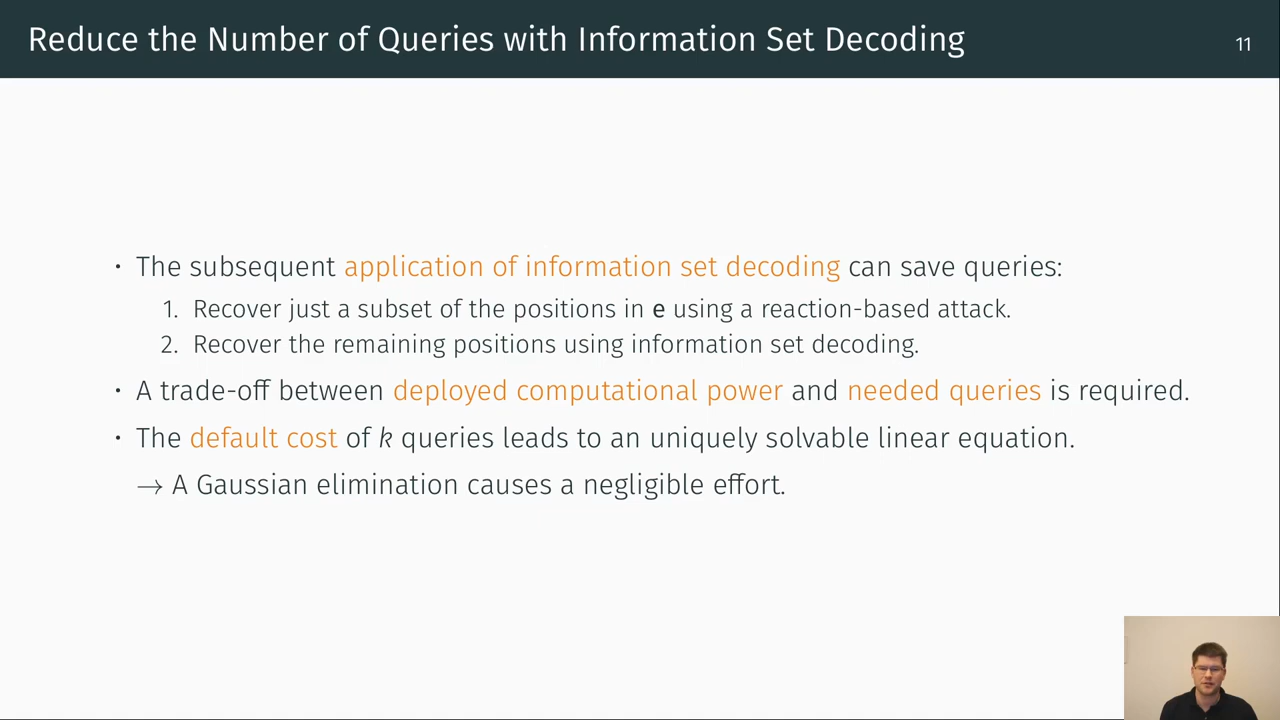 Reduce the Number of Queries with Information Set Decoding
11
• The subsequent application of information set decoding can save queries:
1. Recover just a subset of the positions in e using a reaction-based attack.
2. Recover the remaining positions using information set decoding.
• A trade-off between deployed computational power and needed queries is required.
• The default cost of k queries leads to an uniquely solvable linear equation.
→ A Gaussian elimination causes a negligible effort.